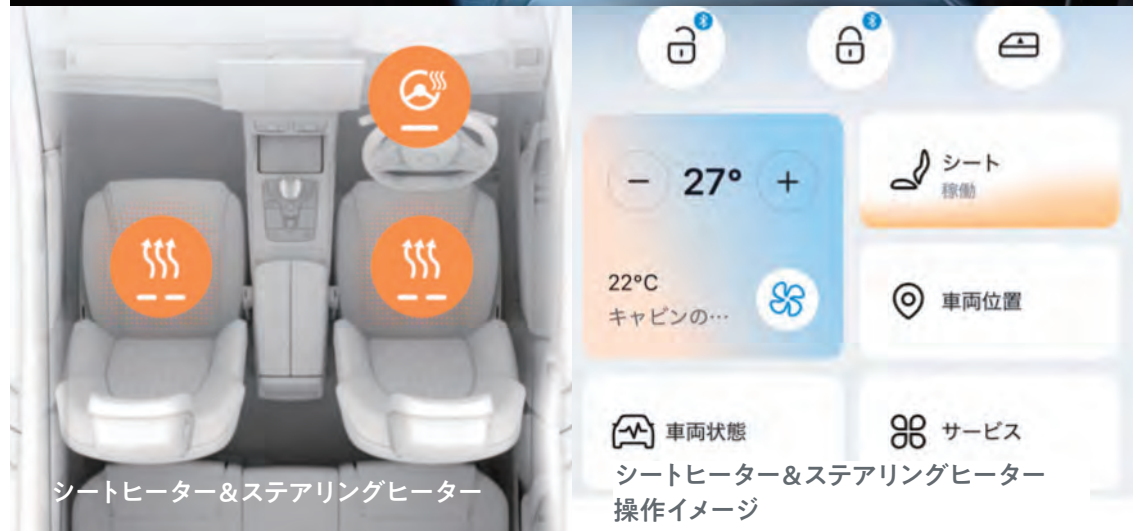 シートヒーター＆ステアリングヒーター
− 27° +
22°C
キャビンの…
シート
稼働
車両位置
車両状態
サービス
シートヒーター＆ステアリングヒーター
操作イメージ